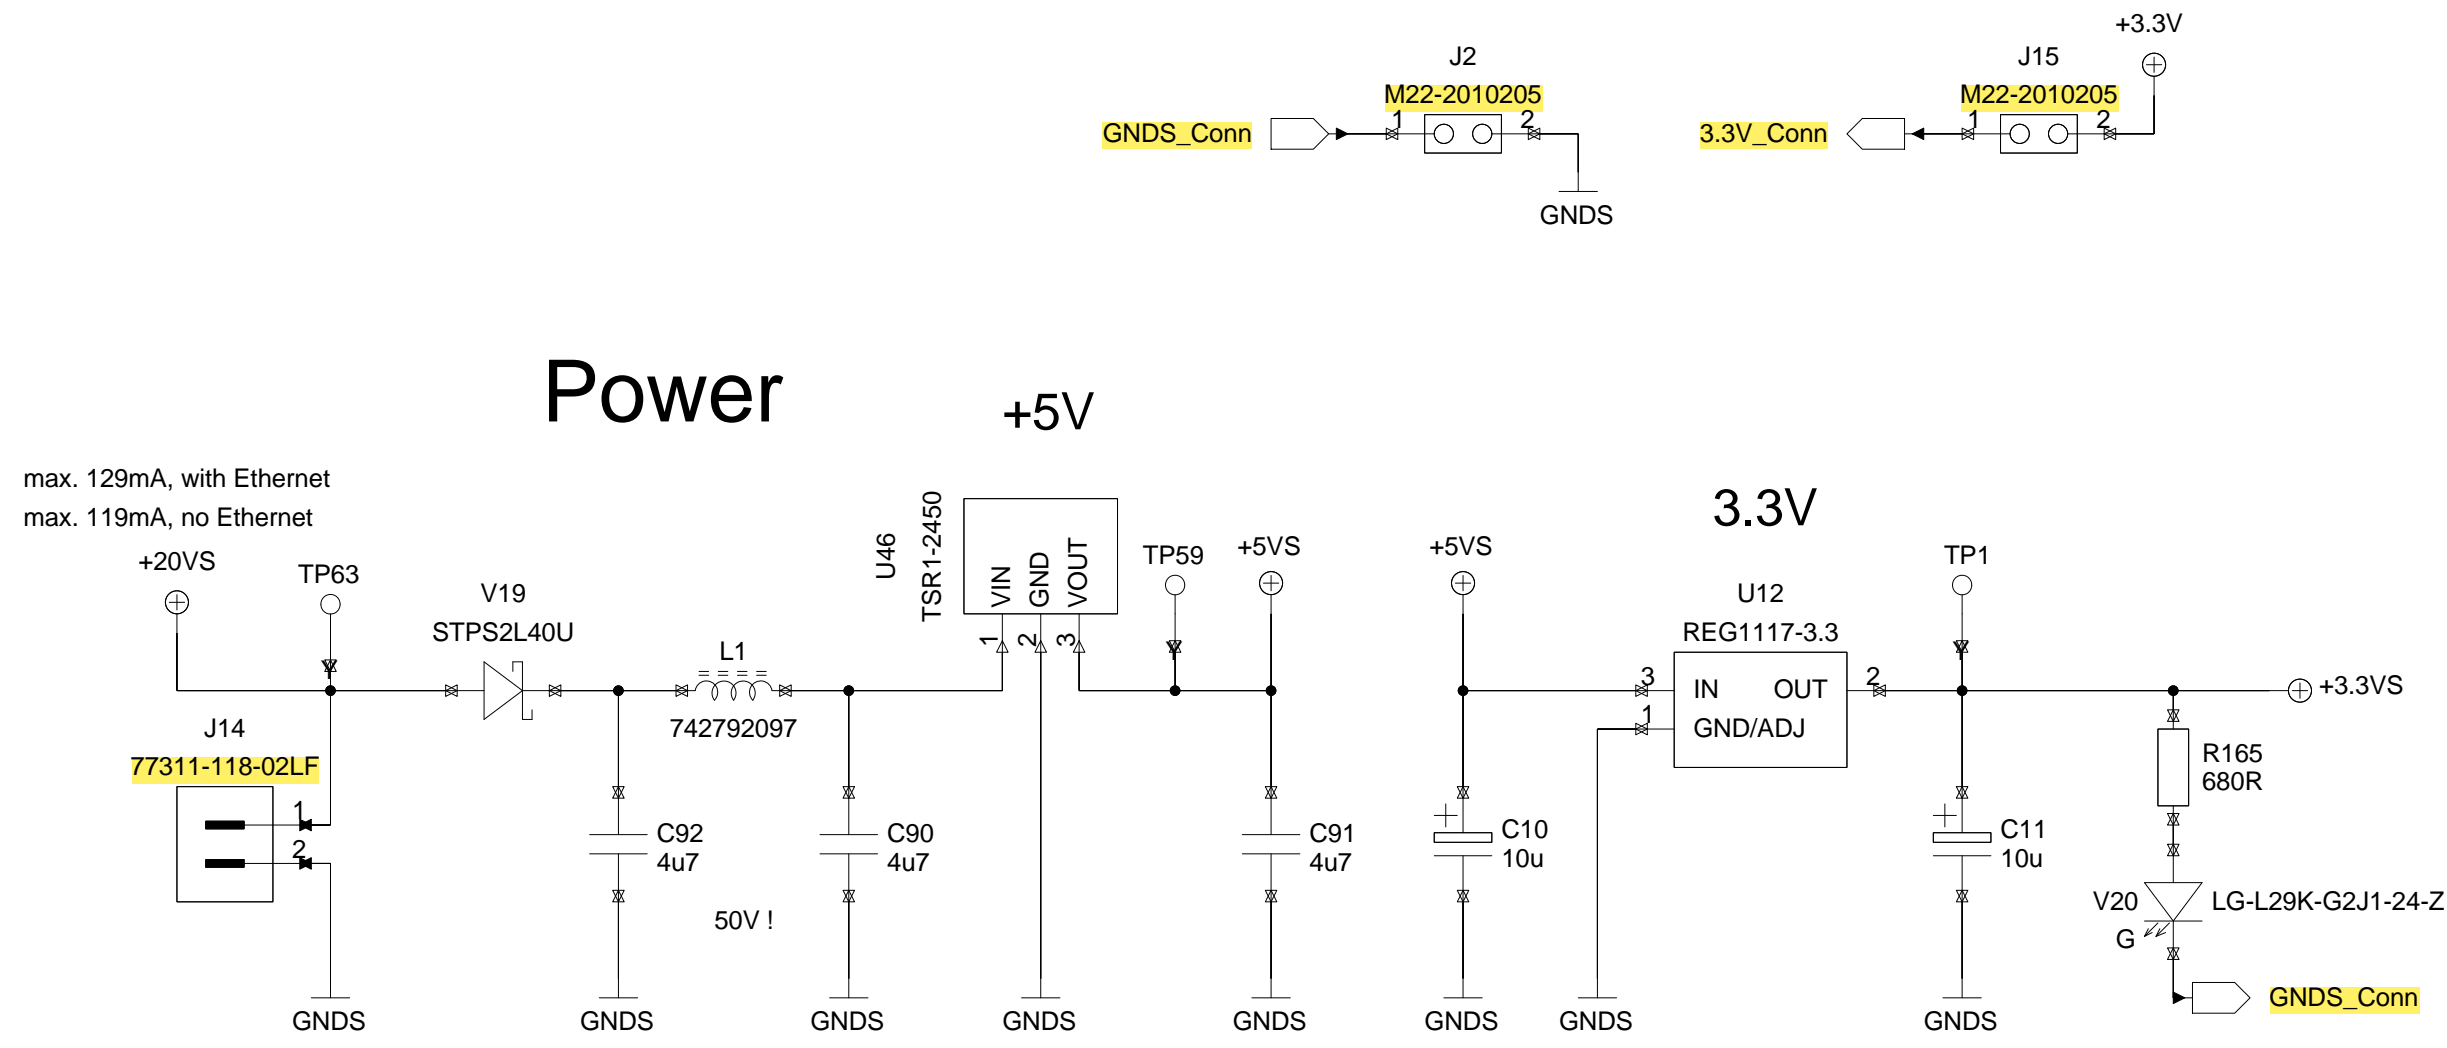 +3.3V
J2
J15
M22-2010205
M22-2010205
GNDS_Conn
1
2
3.3V_Conn
1
2
GNDS
Power
+5V
max. 129mA, with Ethernet
max. 119mA, no Ethernet
3.3V
+20VS
TP63
V19
STPS2L40U
L1
742792097
U46
TSR1-2450
VIN
GND
VOUT
1
2
3
TP59
+5VS
+5VS
TP1
U12
REG1117-3.3
3
IN
OUT
2
1
GND/ADJ
+3.3VS
J14
77311-118-02LF
1
2
R165
680R
C92
4u7
C90
4u7
C91
4u7
C10
10u
C11
10u
50V !
V20
LG-L29K-G2J1-24-Z
G
GNDS_Conn
GNDS
GNDS
GNDS
GNDS
GNDS
GNDS
GNDS
GNDS